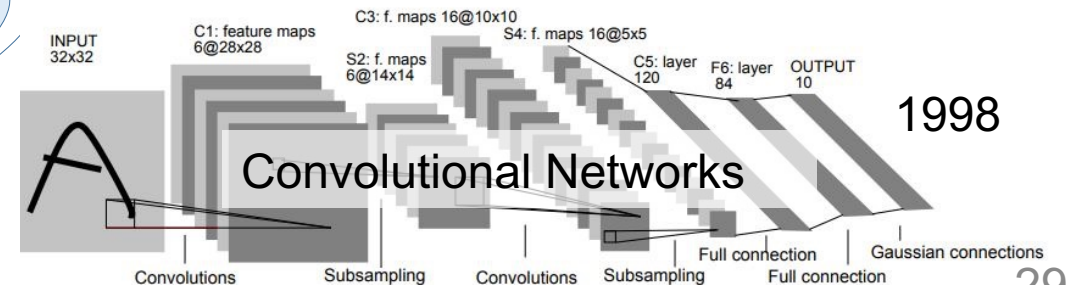 INPUT
32x32
C1: feature maps
6@28x28
S2: f. maps
6@14x14
C3: f. maps 16@10x10
S4: f. maps 16@5x5
C5: layer
120
F6: layer
84
OUTPUT
10
1998
A
Convolutional Networks
Convolutions
Subsampling
Convolutions
Subsampling
Full connection
Full connection
Gaussian connections
29